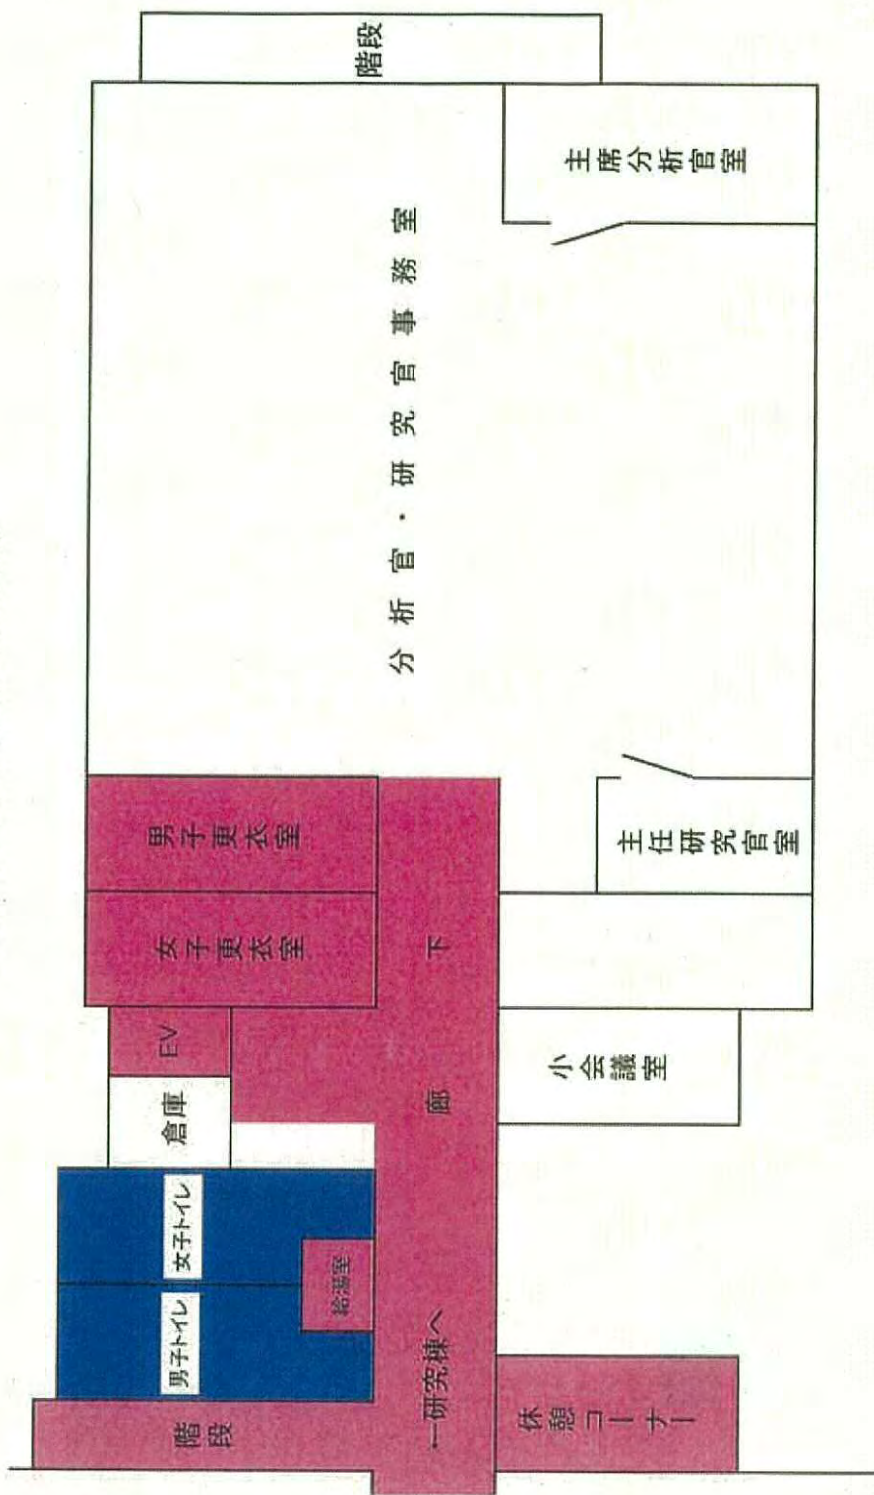 階段
主席分析官室
分析官・研究官事務室
男子更衣室
女子更衣室
主任研究官室
EV
倉庫
廊下
小会議室
女子トイレ
男子トイレ
給湯室
←研究棟へ
階段
休憩コーナー